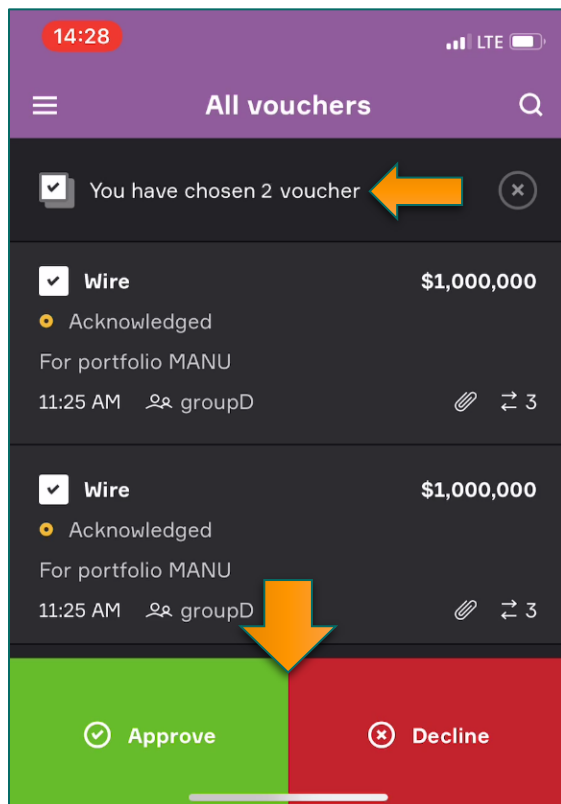 14:28 LTE
All vouchers
You have chosen 2 voucher
Wire $1,000,000
Acknowledged
For portfolio MANU
11:25 AM groupD 3
Wire $1,000,000
Acknowledged
For portfolio MANU
11:25 AM groupD 3
Approve Decline